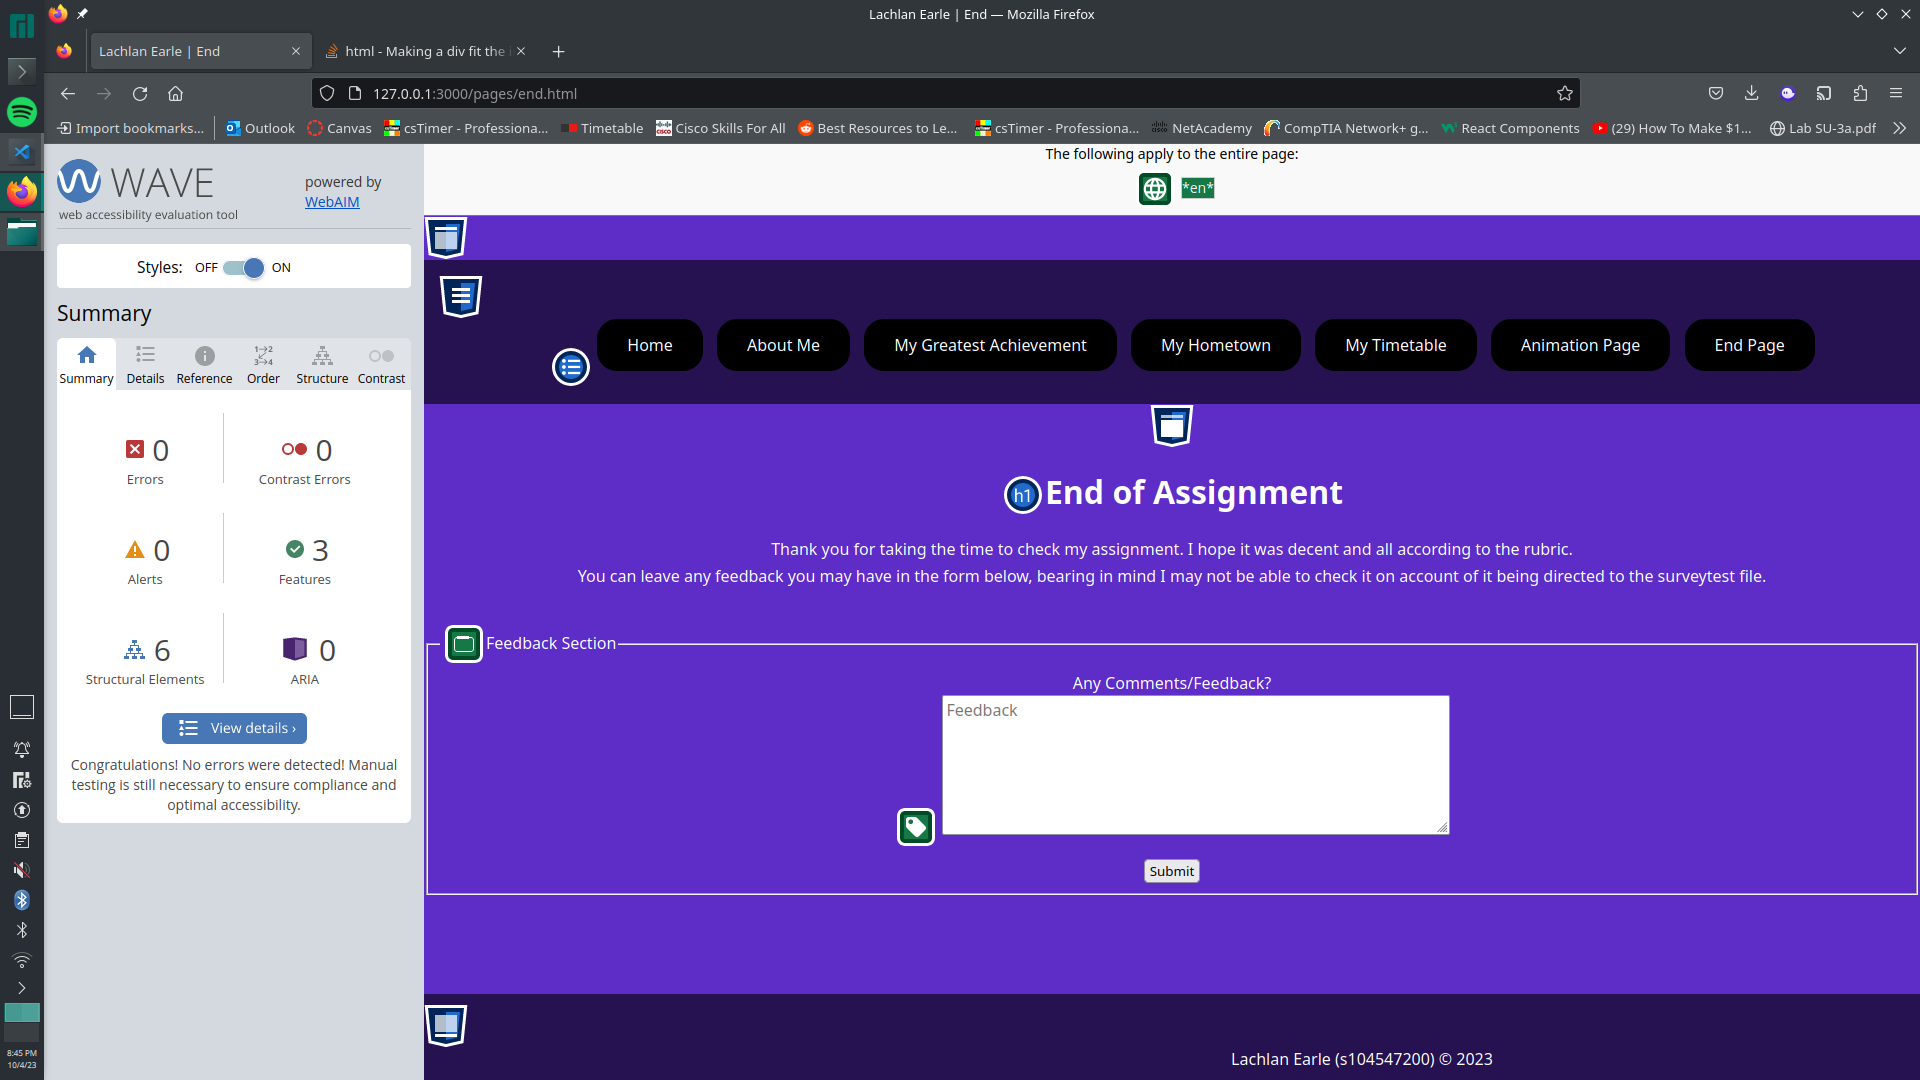 Lachlan Earle | End — Mozilla Firefox
Lachlan Earle | End
html - Making a div fit the
127.0.0.1:3000/pages/end.html
Import bookmarks...
Outlook
Canvas
csTimer - Professiona...
Timetable
Cisco Skills For All
Best Resources to Le...
csTimer - Professiona...
NetAcademy
CompTIA Network+ g...
React Components
(29) How To Make $1...
Lab SU-3a.pdf
WAVE
web accessibility evaluation tool
powered by
WebAIM
Styles: OFF ON
Summary
Summary
Details
Reference
Order
Structure
Contrast
0
Errors
0
Contrast Errors
0
Alerts
3
Features
6
Structural Elements
0
ARIA
View details ›
Congratulations! No errors were detected! Manual
testing is still necessary to ensure compliance and
optimal accessibility.
The following apply to the entire page:
*en*
Home
About Me
My Greatest Achievement
My Hometown
My Timetable
Animation Page
End Page
h1 End of Assignment
Thank you for taking the time to check my assignment. I hope it was decent and all according to the rubric.
You can leave any feedback you may have in the form below, bearing in mind I may not be able to check it on account of it being directed to the surveytest file.
Feedback Section
Any Comments/Feedback?
Feedback
Submit
Lachlan Earle (s104547200) © 2023
8:45 PM
10/4/23